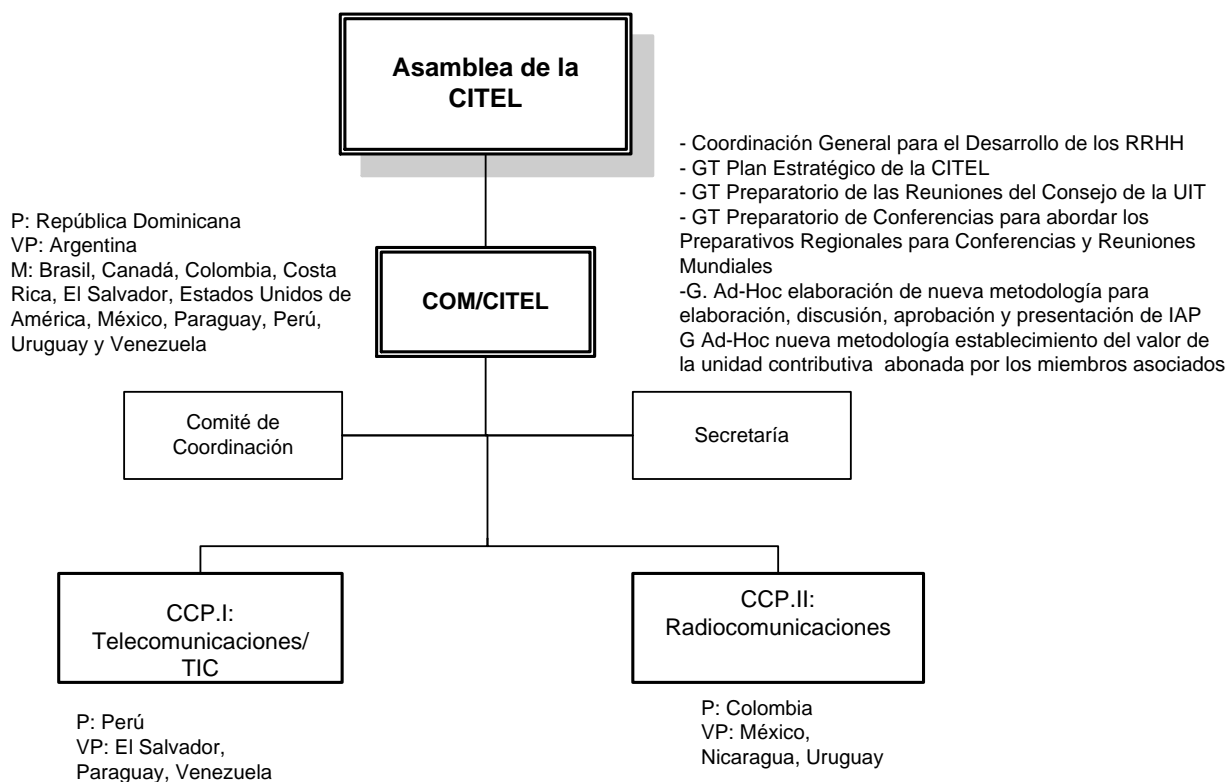 Asamblea de la
CITEL
- Coordinación General para el Desarrollo de los RRHH
- GT Plan Estratégico de la CITEL
- GT Preparatorio de las Reuniones del Consejo de la UIT
- GT Preparatorio de Conferencias para abordar los
Preparativos Regionales para Conferencias y Reuniones
Mundiales
-G. Ad-Hoc elaboración de nueva metodología para
elaboración, discusión, aprobación y presentación de IAP
G Ad-Hoc nueva metodología establecimiento del valor de
la unidad contributiva abonada por los miembros asociados
P: República Dominicana
VP: Argentina
M: Brasil, Canadá, Colombia, Costa
Rica, El Salvador, Estados Unidos de
América, México, Paraguay, Perú,
Uruguay y Venezuela
COM/CITEL
Comité de
Coordinación
Secretaría
CCP.I:
Telecomunicaciones/
TIC
CCP.II:
Radiocomunicaciones
P: Perú
VP: El Salvador,
Paraguay, Venezuela
P: Colombia
VP: México,
Nicaragua, Uruguay